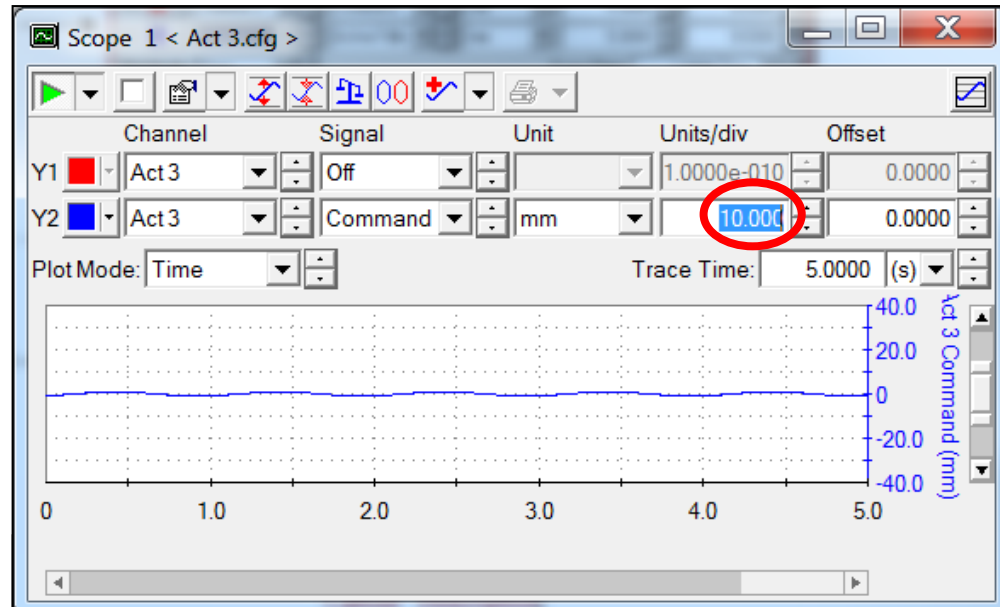 Scope 1 < Act 3.cfg >
Channel Signal Unit Units/div Offset
Y1 Act 3 Off 1.0000e-010 0.0000
Y2 Act 3 Command mm 10.000 0.0000
Plot Mode: Time Trace Time: 5.0000 (s)
40.0
20.0
0
-20.0
-40.0
Act 3 Command (mm)
0 1.0 2.0 3.0 4.0 5.0